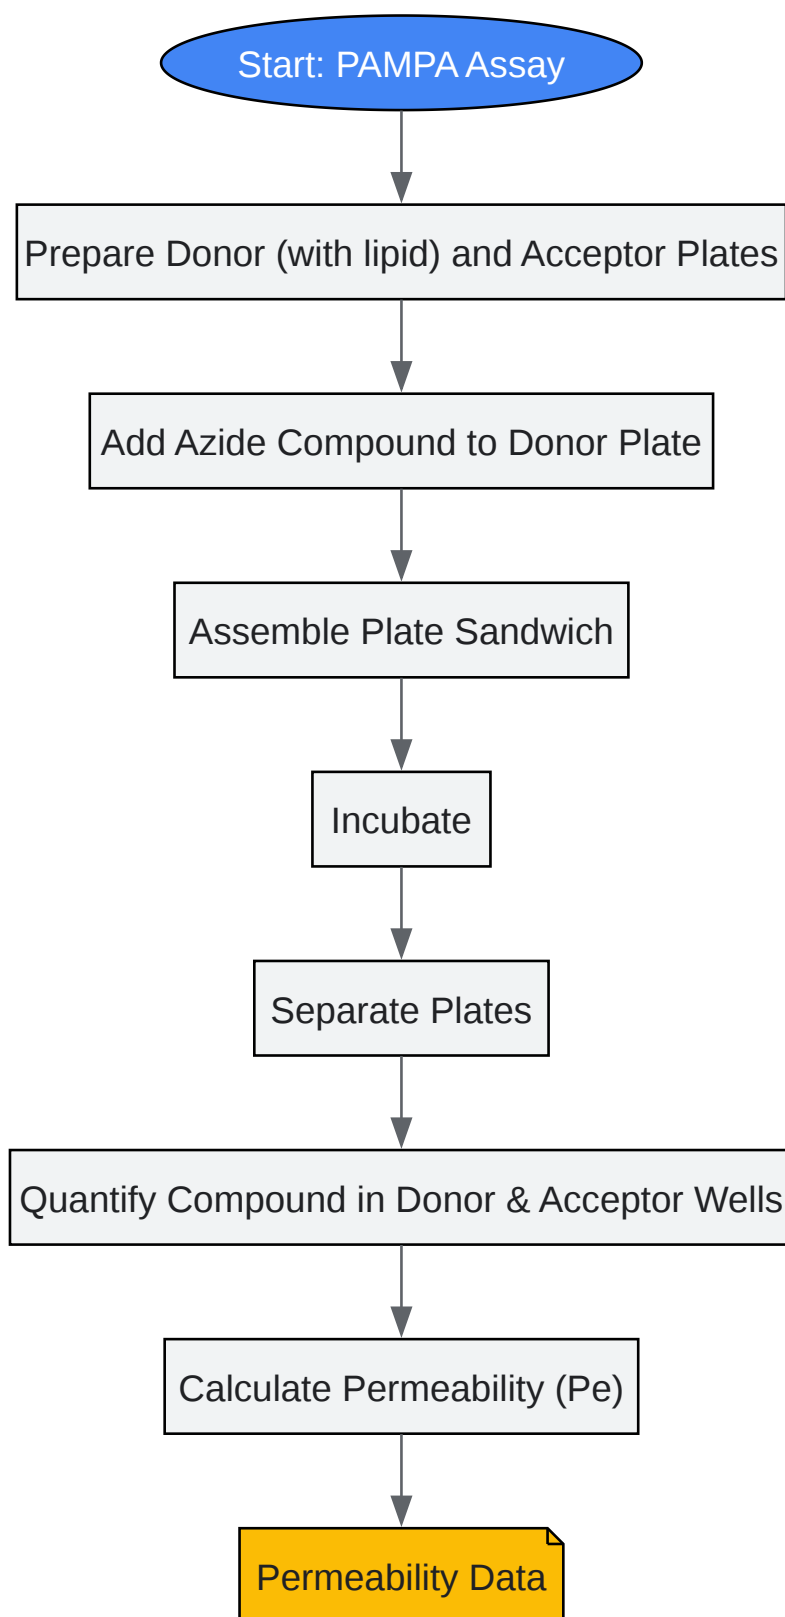 Start: PAMPA Assay
Prepare Donor (with lipid) and Acceptor Plates
Add Azide Compound to Donor Plate
Assemble Plate Sandwich
Incubate
Separate Plates
Quantify Compound in Donor & Acceptor Wells
Calculate Permeability (Pe)
Permeability Data